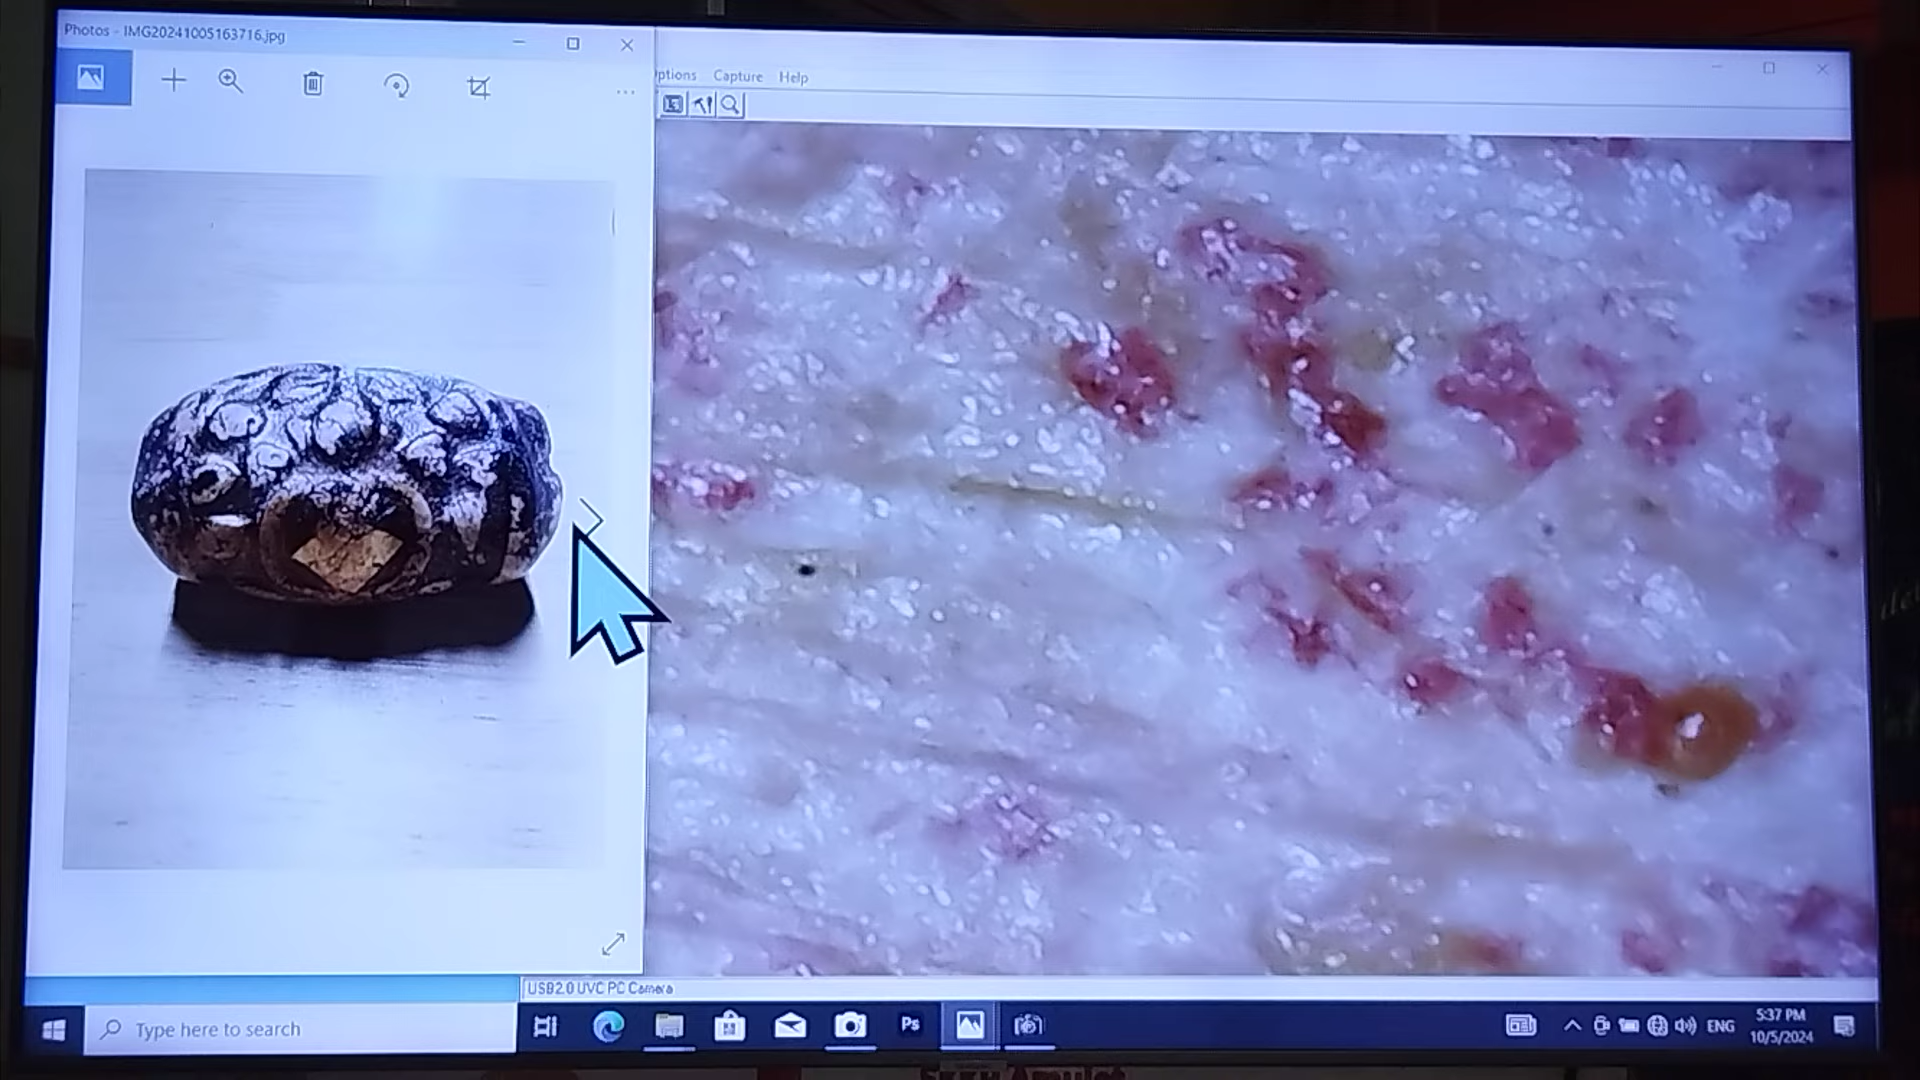 Photos - IMG20241005163716.jpg
ptions Capture Help
USB2.0 UVC PC Camera
Type here to search
Ps
ENG
5:37 PM
10/5/2024
Amulet